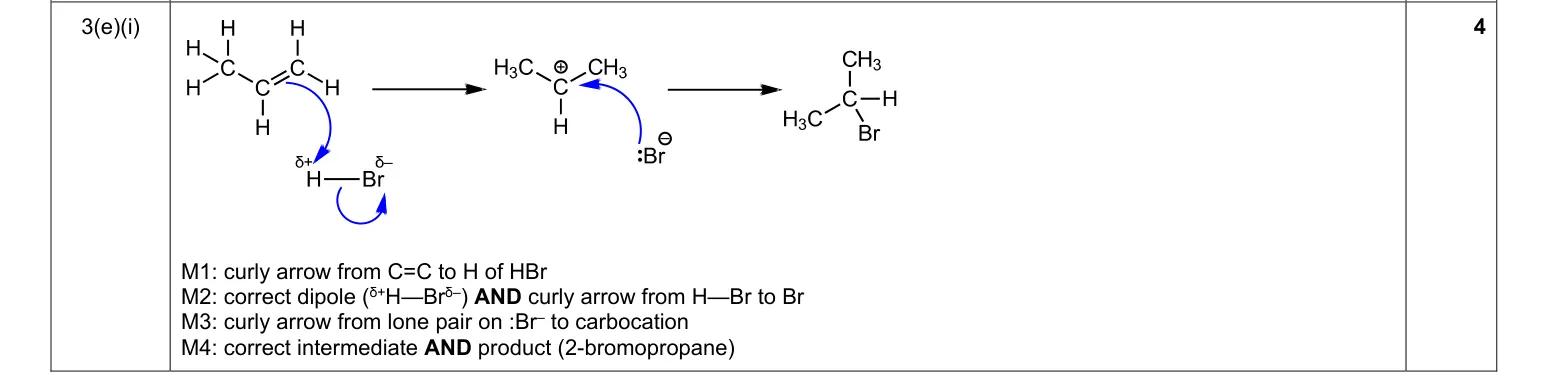 3(e)(i)
4
H H
H C C
H C H
H
δ+ δ–
H Br
H₃C ⊕ CH₃
C
H
⊖
:Br
CH₃
C H
H₃C
Br
M1: curly arrow from C=C to H of HBr
M2: correct dipole (ᵟ⁺H—Brᵟ⁻) AND curly arrow from H—Br to Br
M3: curly arrow from lone pair on :Br⁻ to carbocation
M4: correct intermediate AND product (2-bromopropane)